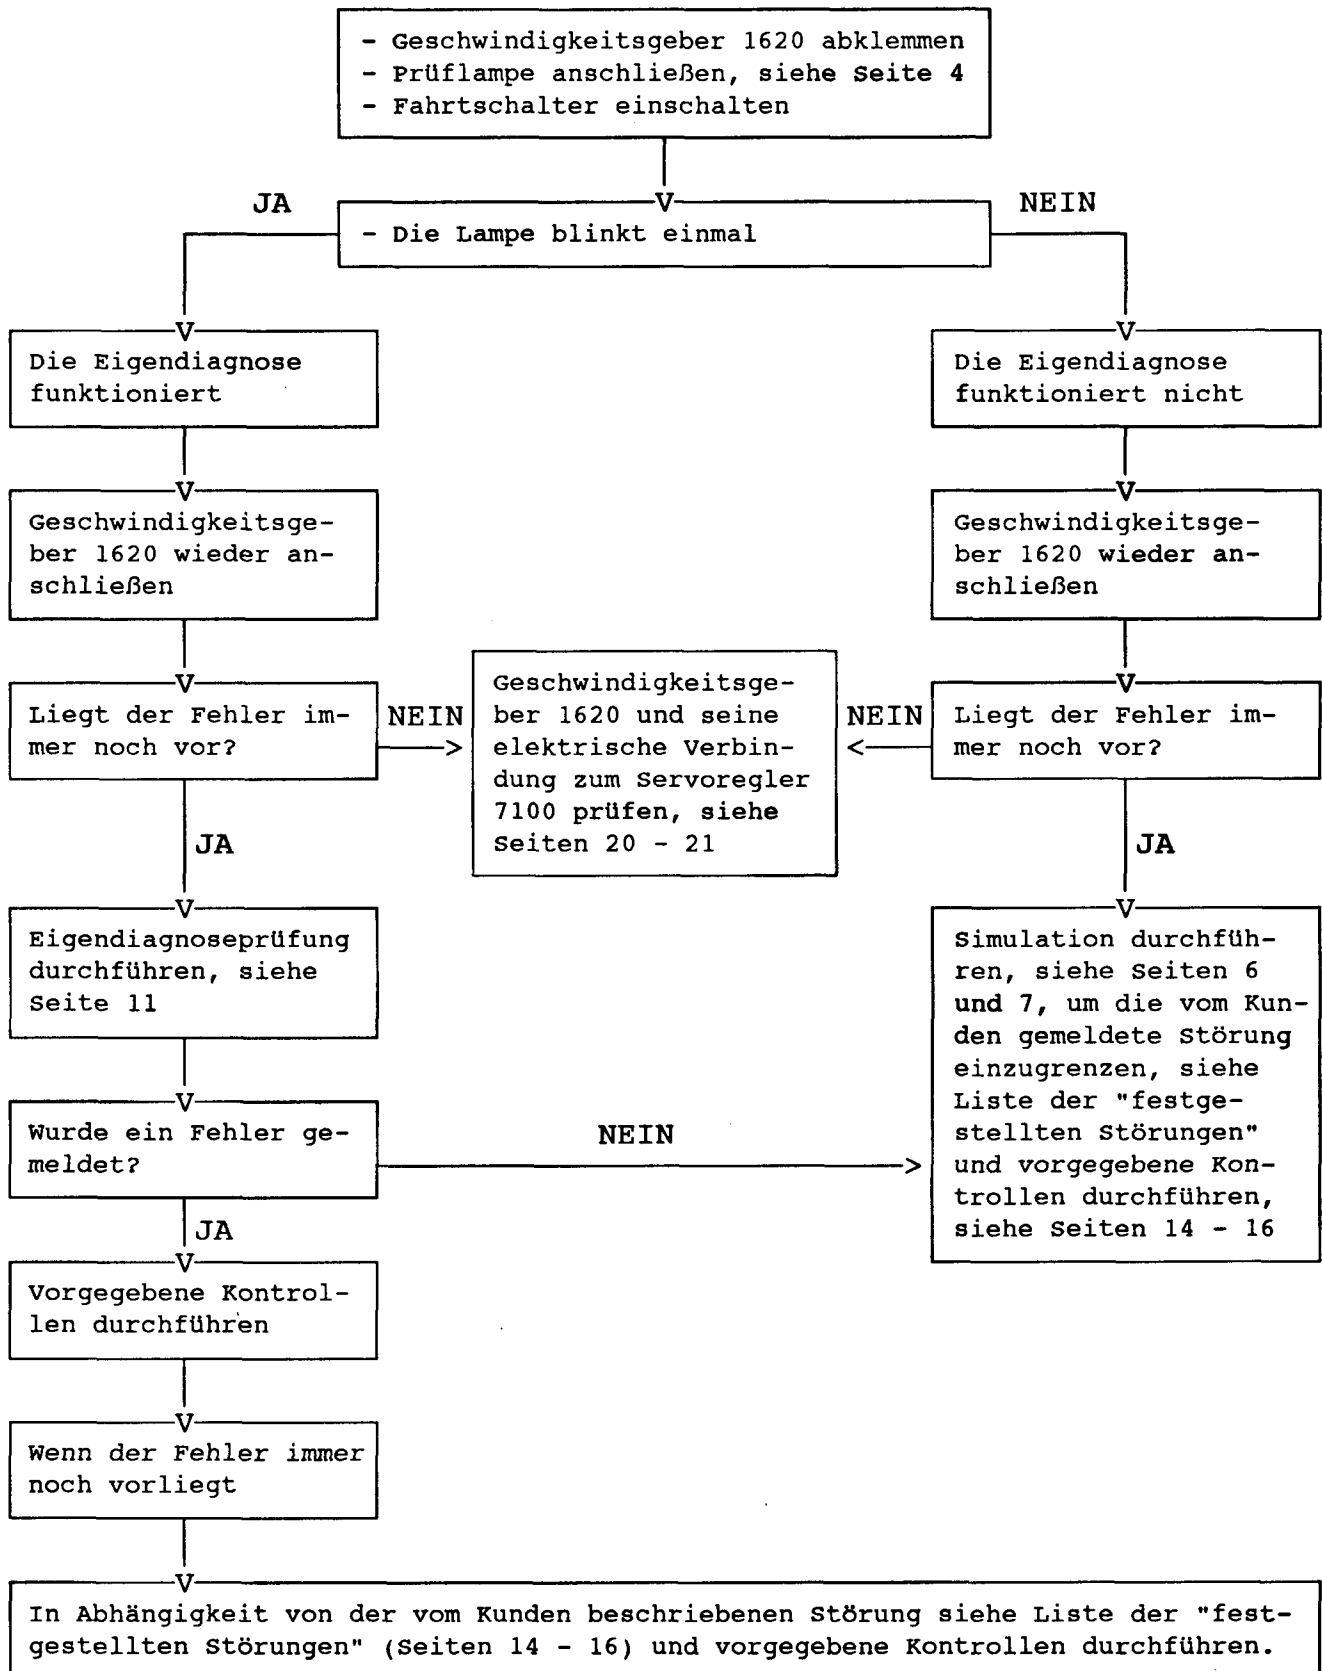 - Geschwindigkeitsgeber 1620 abklemmen
- Prüflampe anschließen, siehe Seite 4
- Fahrtschalter einschalten
JA
V
NEIN
- Die Lampe blinkt einmal
V
Die Eigendiagnose
funktioniert
V
Die Eigendiagnose
funktioniert nicht
V
Geschwindigkeitsge-
ber 1620 wieder an-
schließen
V
Geschwindigkeitsge-
ber 1620 wieder an-
schließen
V
Liegt der Fehler im-
mer noch vor?
NEIN
>
Geschwindigkeitsge-
ber 1620 und seine
elektrische Verbin-
dung zum Servoregler
7100 prüfen, siehe
Seiten 20 - 21
NEIN
<
V
Liegt der Fehler im-
mer noch vor?
JA
JA
V
Eigendiagnoseprüfung
durchführen, siehe
Seite 11
V
Simulation durchfüh-
ren, siehe Seiten 6
und 7, um die vom Kun-
den gemeldete Störung
einzugrenzen, siehe
Liste der "festge-
stellten Störungen"
und vorgegebene Kon-
trollen durchführen,
siehe Seiten 14 - 16
V
Wurde ein Fehler ge-
meldet?
NEIN
>
JA
V
Vorgegebene Kontrol-
len durchführen
V
Wenn der Fehler immer
noch vorliegt
V
In Abhängigkeit von der vom Kunden beschriebenen Störung siehe Liste der "fest-
gestellten Störungen" (Seiten 14 - 16) und vorgegebene Kontrollen durchführen.